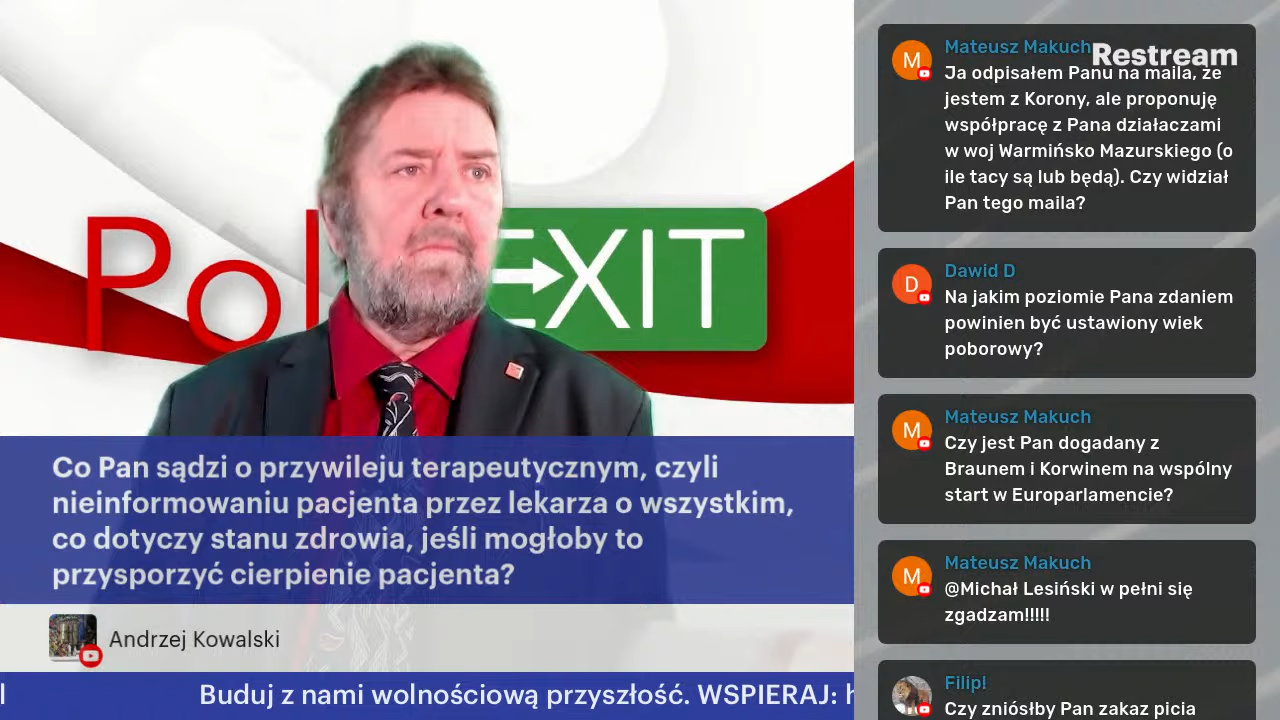 Pol EXIT
Co Pan sądzi o przywileju terapeutycznym, czyli
nieinformowaniu pacjenta przez lekarza o wszystkim,
co dotyczy stanu zdrowia, jeśli mogłoby to
przysporzyć cierpienie pacjenta?
Andrzej Kowalski
Buduj z nami wolnościową przyszłość. WSPIERAJ:
Restream
M
Mateusz Makuch
Ja odpisałem Panu na maila, że
jestem z Korony, ale proponuję
współpracę z Pana działaczami
w woj Warmińsko Mazurskiego (o
ile tacy są lub będą). Czy widział
Pan tego maila?
D
Dawid D
Na jakim poziomie Pana zdaniem
powinien być ustawiony wiek
poborowy?
M
Mateusz Makuch
Czy jest Pan dogadany z
Braunem i Korwinem na wspólny
start w Europarlamencie?
M
Mateusz Makuch
@Michał Lesiński w pełni się
zgadzam!!!!!
Filip!
Czy zniósłby Pan zakaz picia